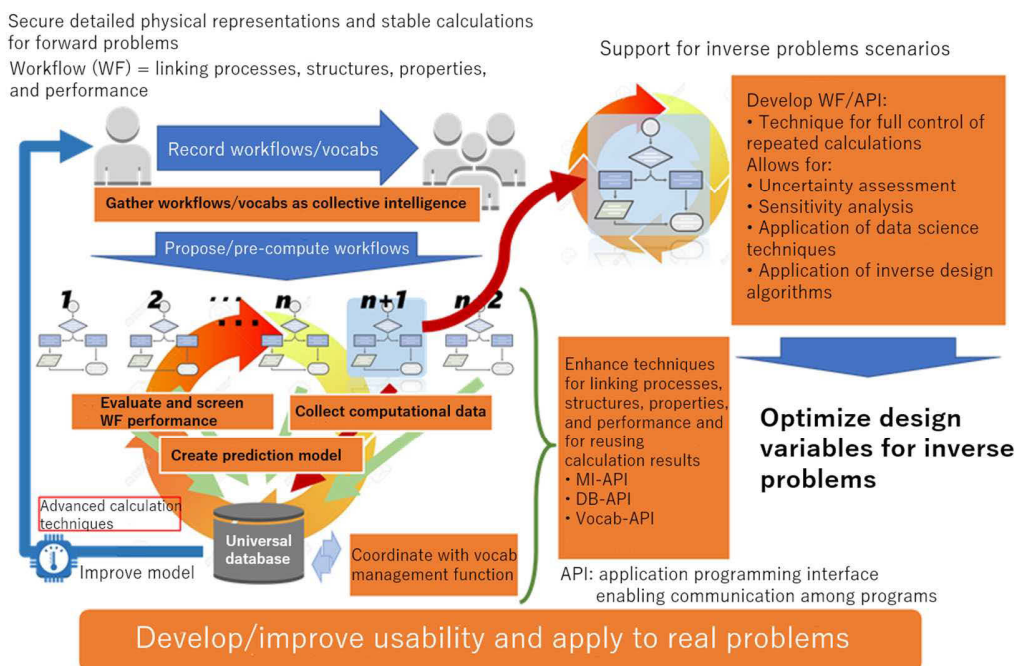 Secure detailed physical representations and stable calculations
for forward problems
Workflow (WF) = linking processes, structures, properties,
and performance
Record workflows/vocabs
Gather workflows/vocabs as collective intelligence
Propose/pre-compute workflows
1
2
...
n
n+1
Evaluate and screen
WF performance
Collect computational data
Create prediction model
Advanced calculation
techniques
Universal
database
Improve model
Coordinate with vocab
management function
Support for inverse problems scenarios
Develop WF/API:
• Technique for full control of
repeated calculations
Allows for:
• Uncertainty assessment
• Sensitivity analysis
• Application of data science
techniques
• Application of inverse design
algorithms
Enhance techniques
for linking processes,
structures, properties,
and performance and
for reusing
calculation results
• MI-API
• DB-API
• Vocab-API
Optimize design
variables for inverse
problems
API: application programming interface
enabling communication among programs
Develop/improve usability and apply to real problems